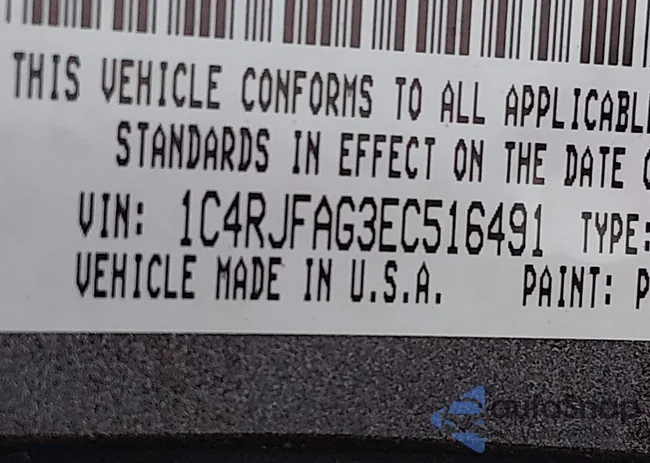 THIS VEHICLE CONFORMS TO ALL APPLICABL
STANDARDS IN EFFECT ON THE DATE
VIN: 1C4RJFAG3EC516491 TYPE:
VEHICLE MADE IN U.S.A. PAINT: P
autoSnap